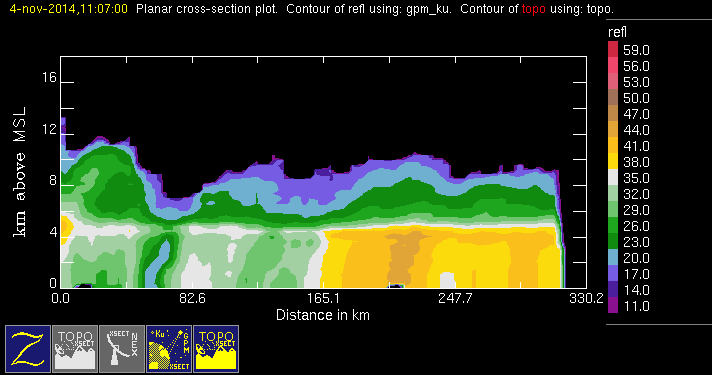 4-nov-2014,11:07:00 Planar cross-section plot. Contour of refl using: gpm_ku. Contour of topo using: topo.
refl
59.0
56.0
53.0
50.0
47.0
44.0
41.0
38.0
35.0
32.0
29.0
26.0
23.0
20.0
17.0
14.0
11.0
km above MSL
16
12
8
4
0
0.0 82.6 165.1 247.7 330.2
Distance in km
Z
TOPO
XSECT
XSECT
Ku
GPM
XSECT
TOPO
XSECT